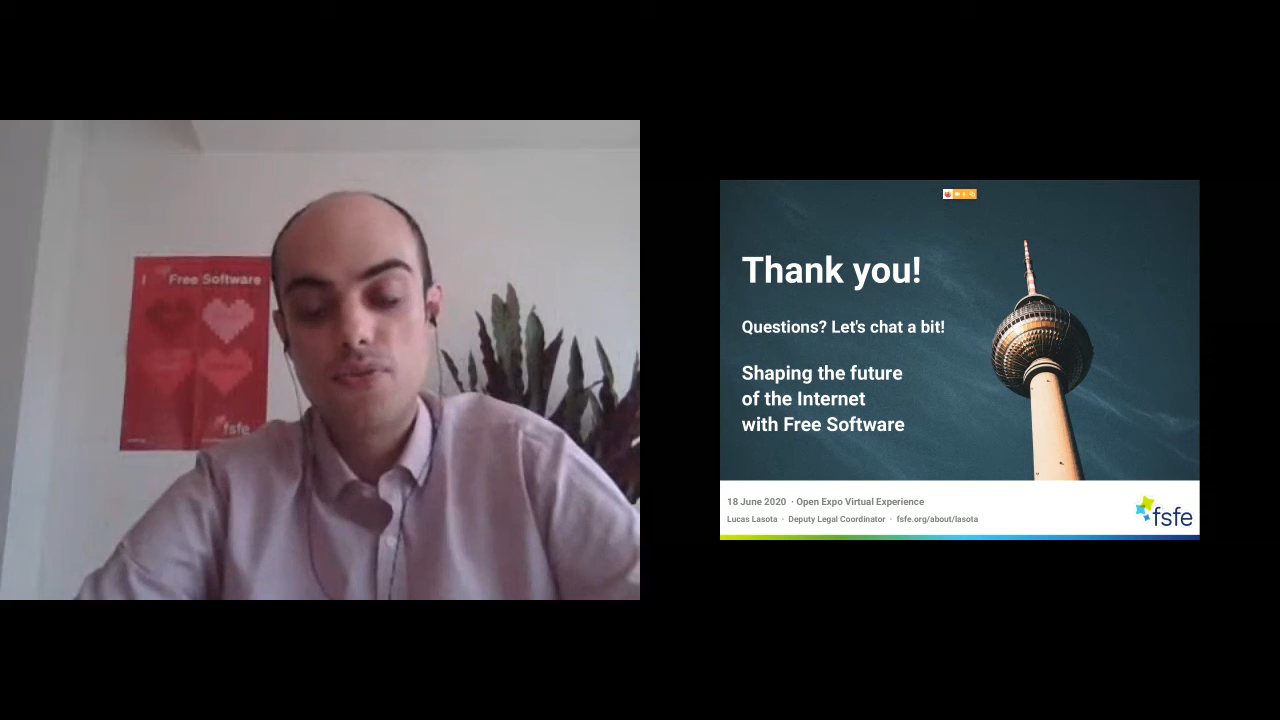 Free Software
fsfe
Thank you!
Questions? Let's chat a bit!
Shaping the future
of the Internet
with Free Software
18 June 2020 · Open Expo Virtual Experience
Lucas Lasota · Deputy Legal Coordinator · fsfe.org/about/lasota
fsfe